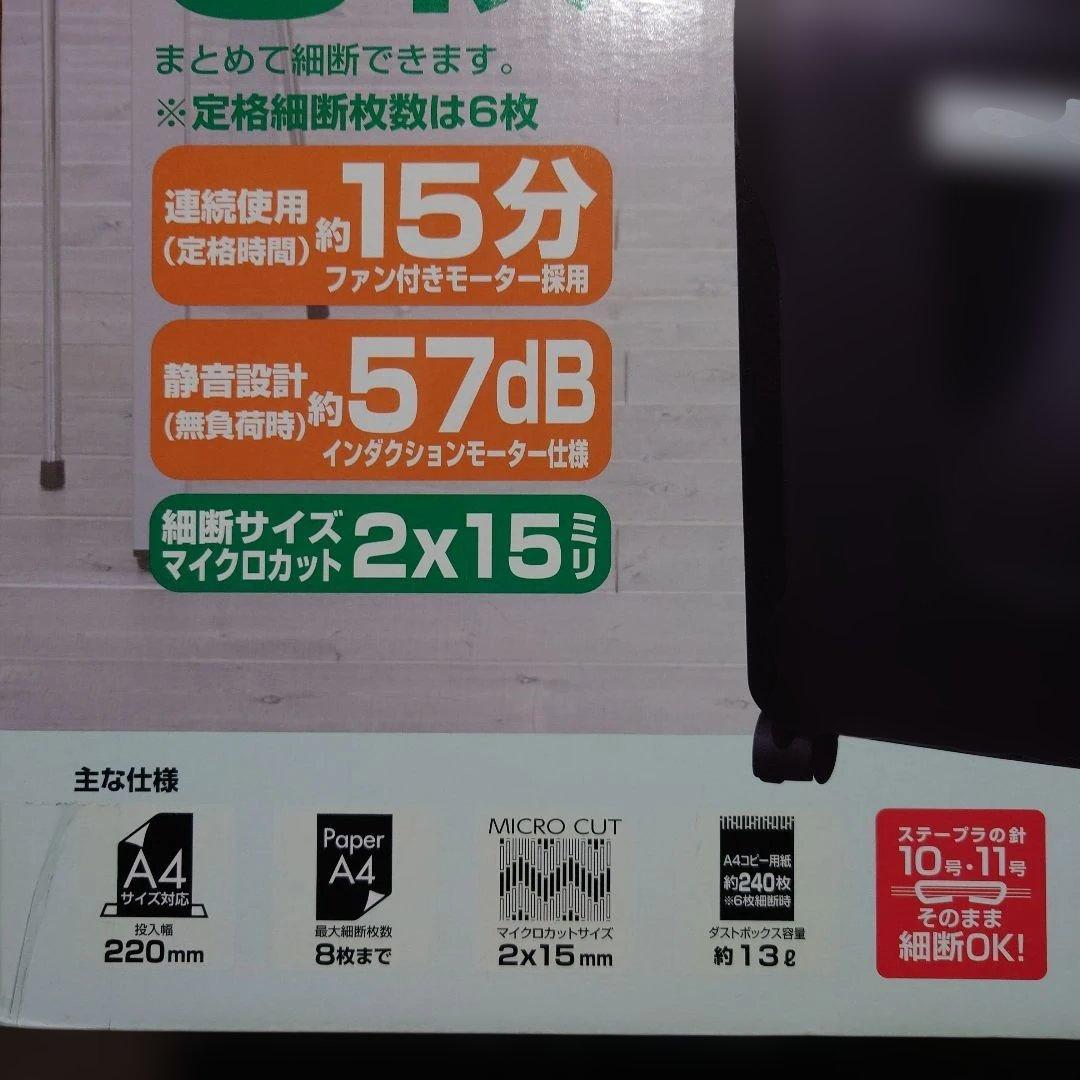 まとめて細断できます。
※定格細断枚数は6枚
連続使用
(定格時間)
約15分
ファン付きモーター採用
静音設計
(無負荷時)
約57dB
インダクションモーター仕様
細断サイズ
マイクロカット
2x15ミリ
主な仕様
A4
サイズ対応
投入幅
220mm
Paper
A4
最大細断枚数
8枚まで
MICRO CUT
マイクロカットサイズ
2x15mm
A4コピー用紙
約240枚
※6枚細断時
ダストボックス容量
約13ℓ
ステープラの針
10号・11号
そのまま
細断OK!